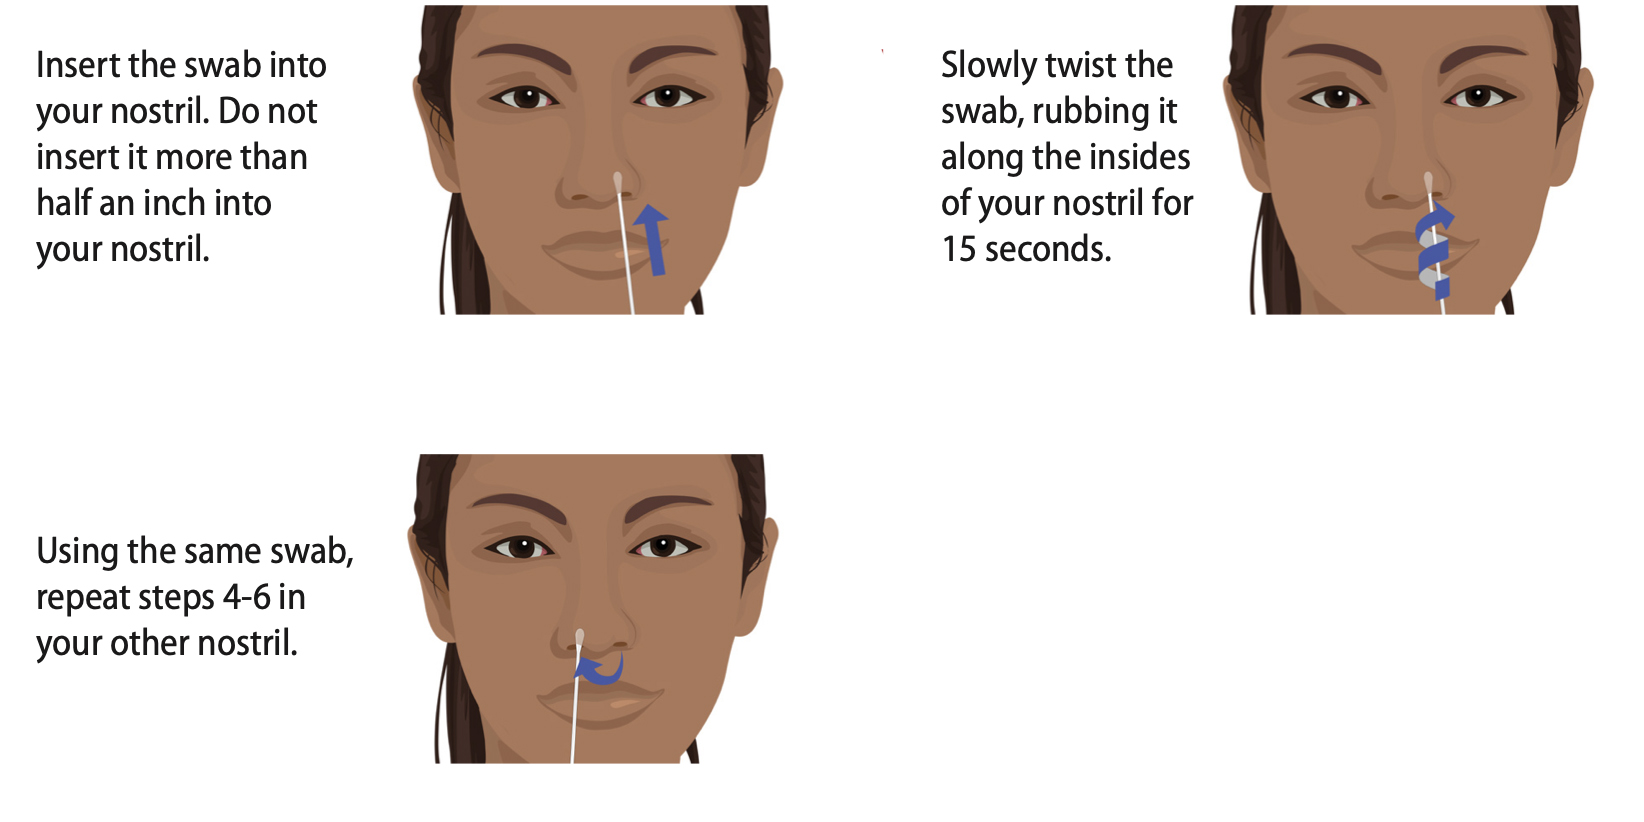 Insert the swab into
your nostril. Do not
insert it more than
half an inch into
your nostril.
Slowly twist the
swab, rubbing it
along the insides
of your nostril for
15 seconds.
Using the same swab,
repeat steps 4-6 in
your other nostril.